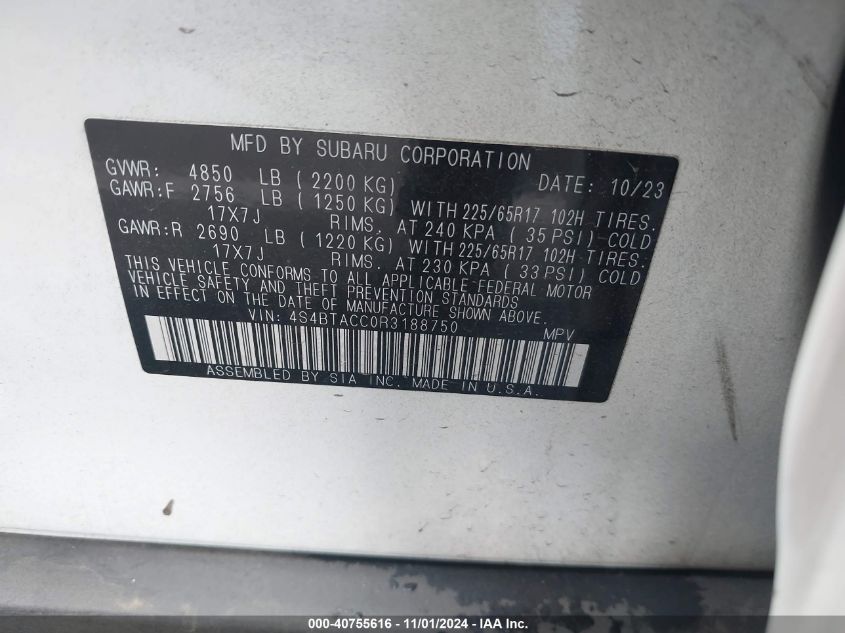 MFD BY SUBARU CORPORATION
GVWR: 4850 LB ( 2200 KG) DATE: 10/23
GAWR:F 2756 LB ( 1250 KG) WITH 225/65R17 102H TIRES.
17X7J RIMS. AT 240 KPA ( 35 PSI) COLD
GAWR:R 2690 LB ( 1220 KG) WITH 225/65R17 102H TIRES.
17X7J RIMS. AT 230 KPA ( 33 PSI) COLD
THIS VEHICLE CONFORMS TO ALL APPLICABLE FEDERAL MOTOR
VEHICLE SAFETY AND THEFT PREVENTION STANDARDS
IN EFFECT ON THE DATE OF MANUFACTURE SHOWN ABOVE.
VIN: 4S4BTACC0R3188750 MPV
ASSEMBLED BY SIA INC. MADE IN U.S.A.
000-40755616 - 11/01/2024 - IAA Inc.